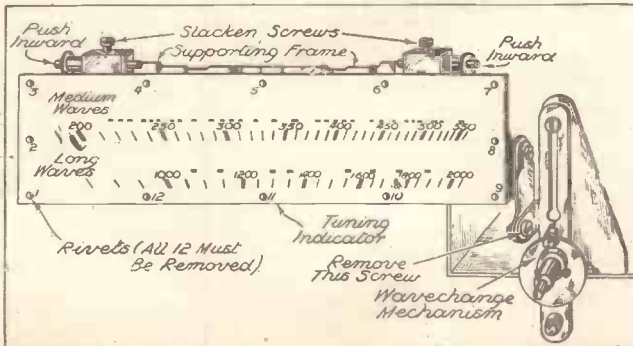 Push
Inward
Slacken Screws
Supporting Frame
Push
Inward
3
4
5
6
7
Medium
Waves
200
250
300
350
400
450
500
550
2
8
Long
Waves
1000
1200
1400
1600
1800
2000
1
12
11
10
9
Rivets (All 12 Must
Be Removed).
Tuning
Indicator
Remove
This Screw
Wavechange
Mechanism